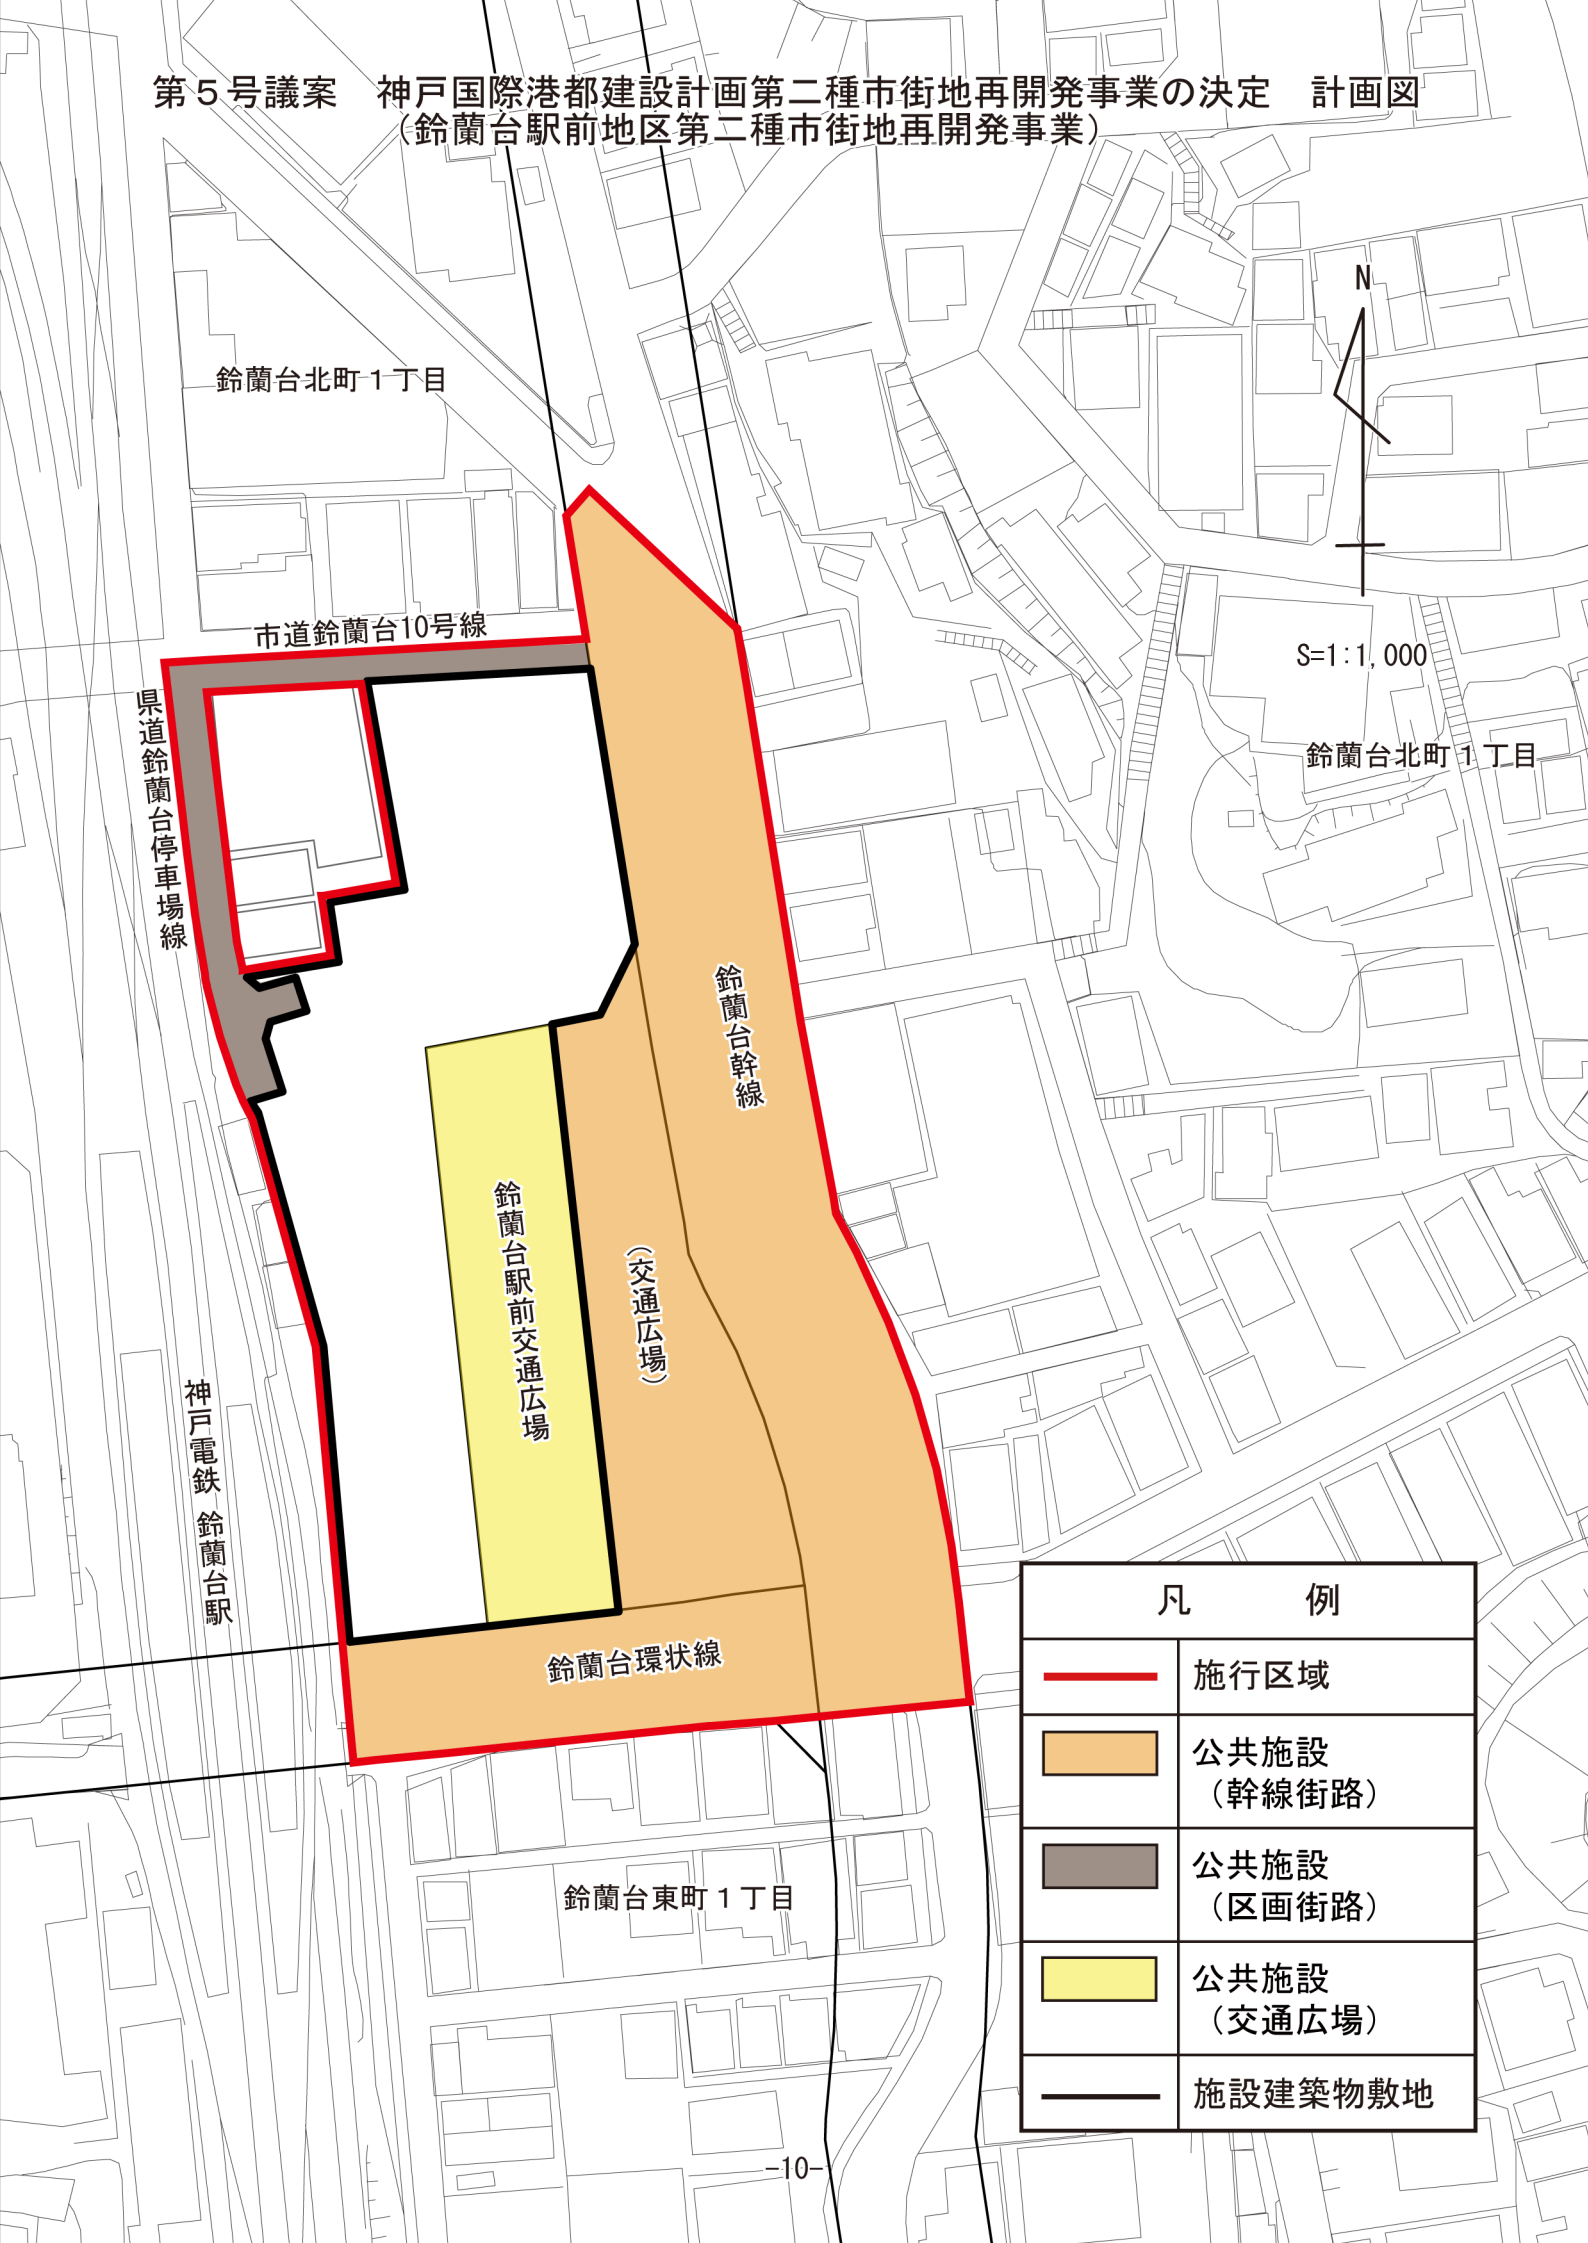 第５号議案　神戸国際港都建設計画第二種市街地再開発事業の決定　計画図
（鈴蘭台駅前地区第二種市街地再開発事業）
N
鈴蘭台北町１丁目
市道鈴蘭台10号線
S=1:1,000
県道鈴蘭台停車場線
鈴蘭台北町１丁目
鈴蘭台幹線
鈴蘭台駅前交通広場
（交通広場）
神戸電鉄 鈴蘭台駅
鈴蘭台環状線
鈴蘭台東町１丁目
凡　例
施行区域
公共施設
（幹線街路）
公共施設
（区画街路）
公共施設
（交通広場）
施設建築物敷地
-10-